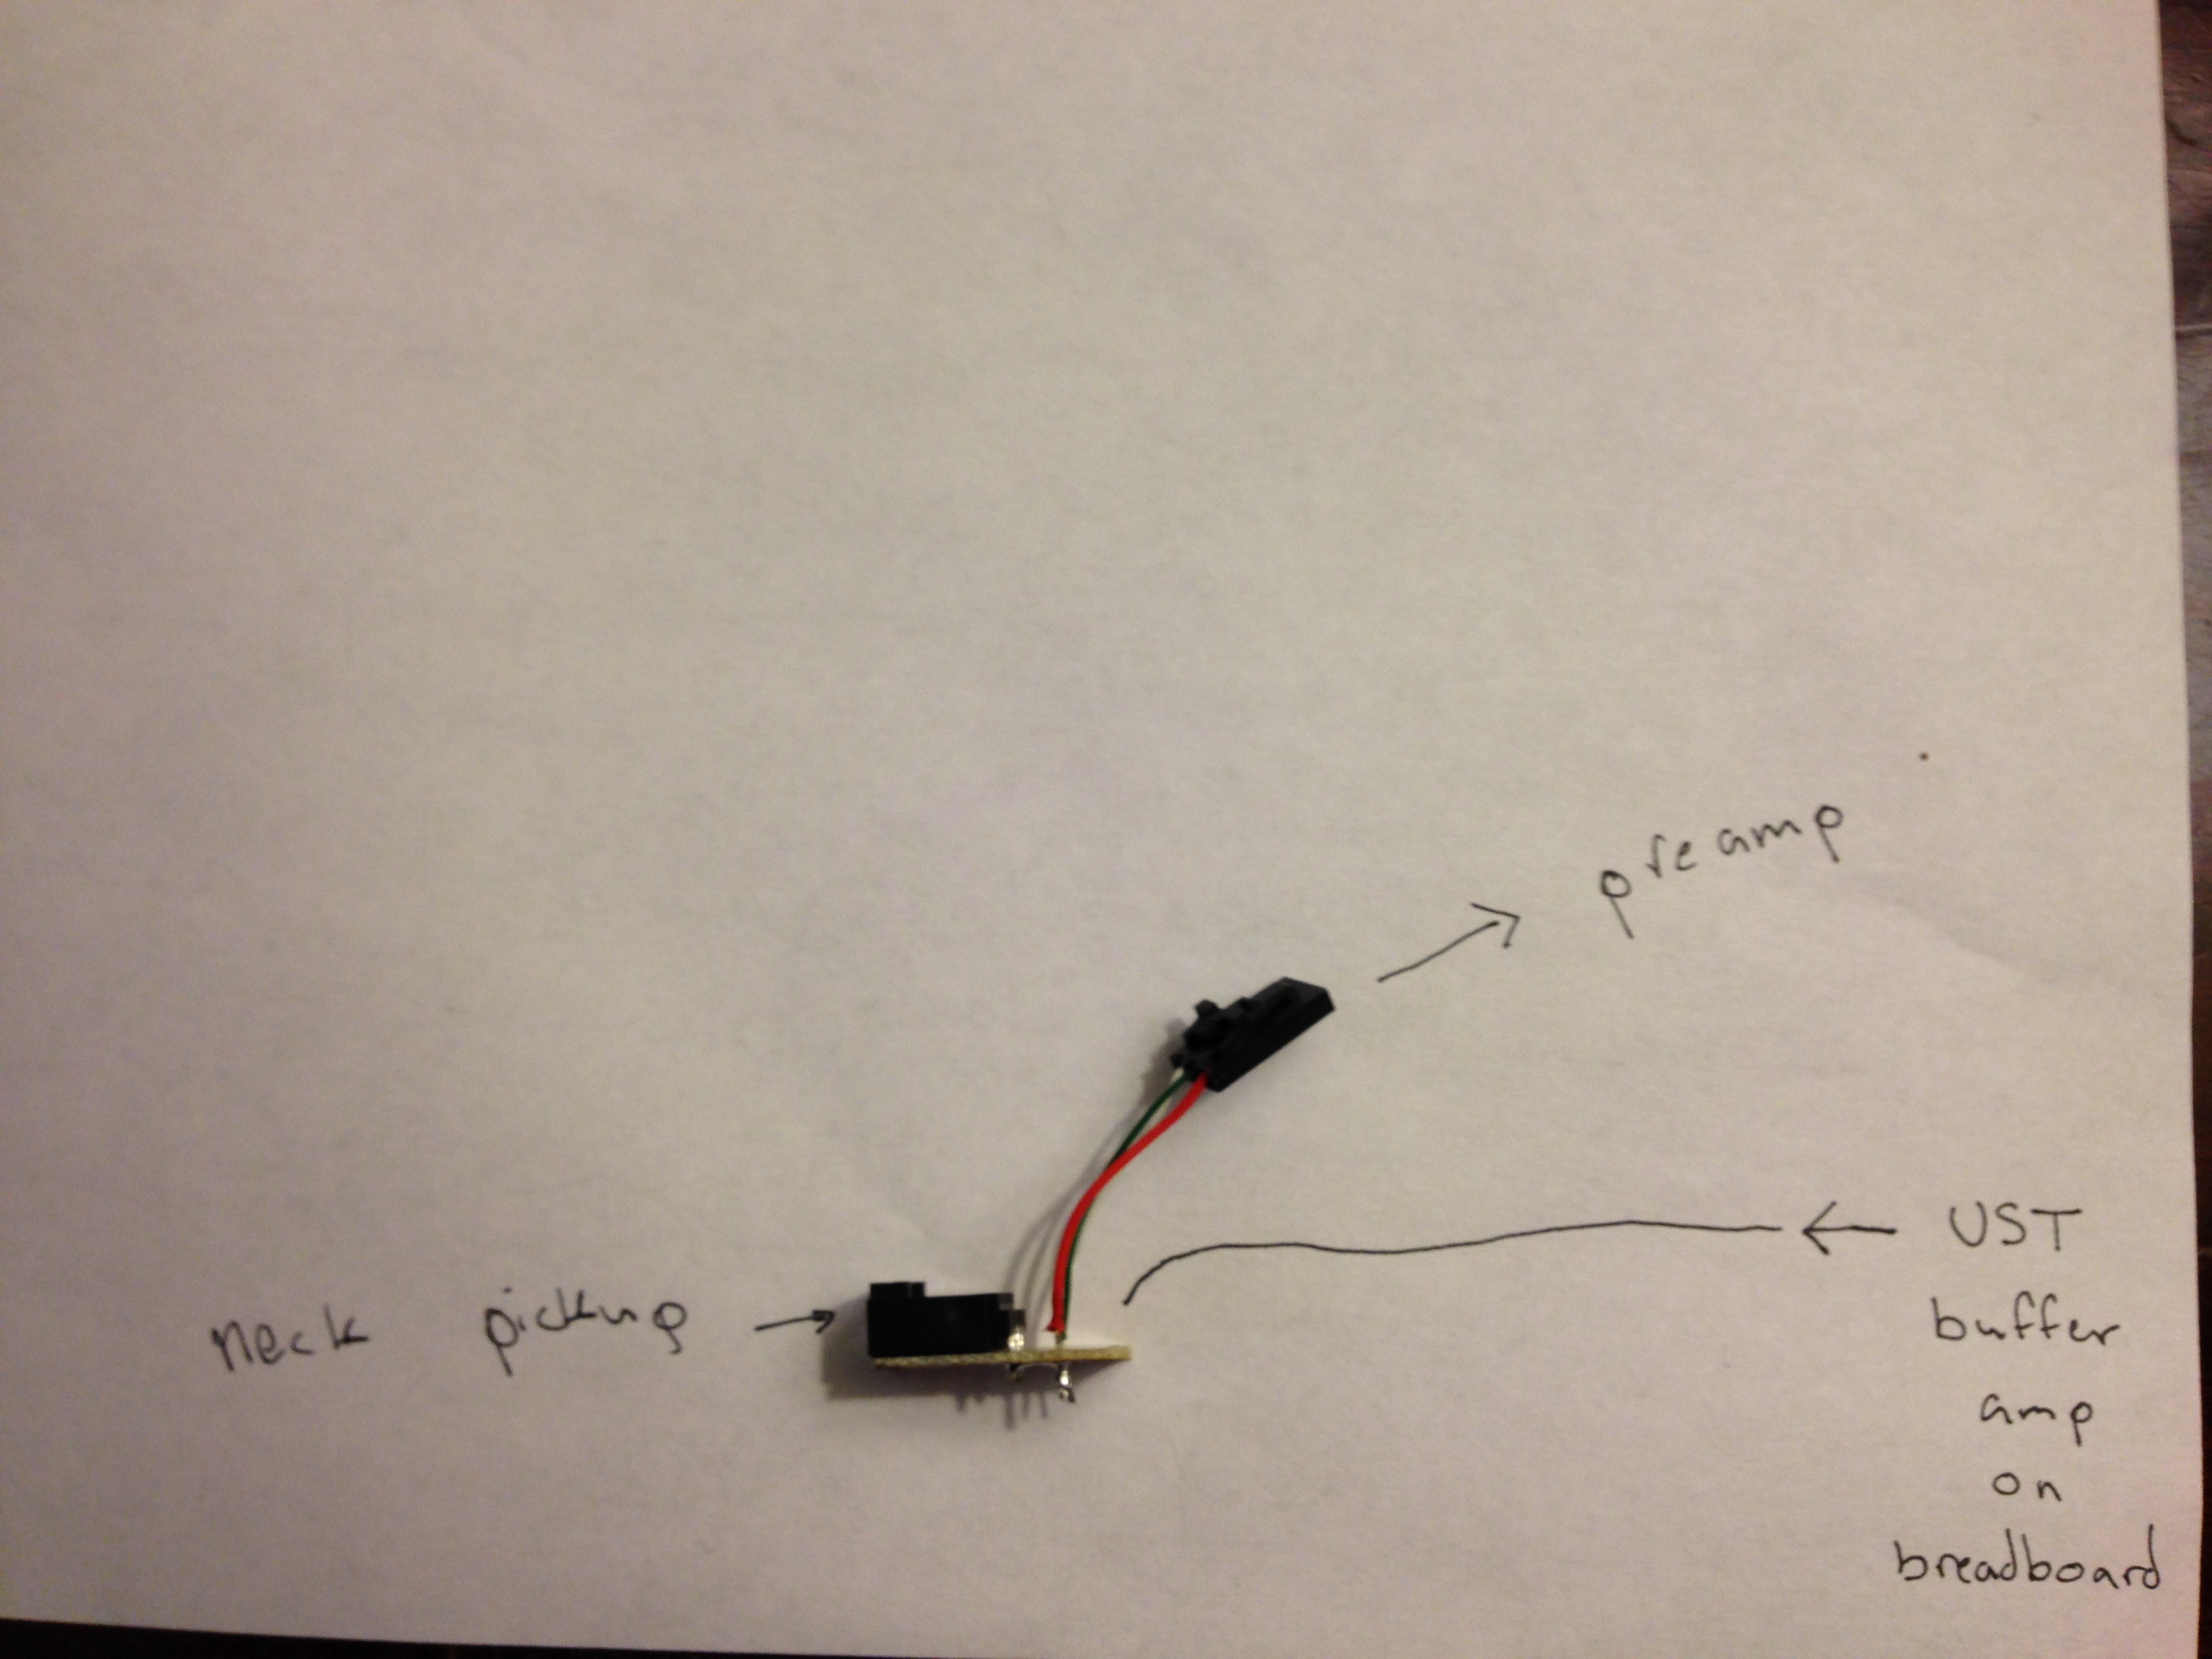 preamp
neck pickup
UST
buffer
amp
on
breadboard